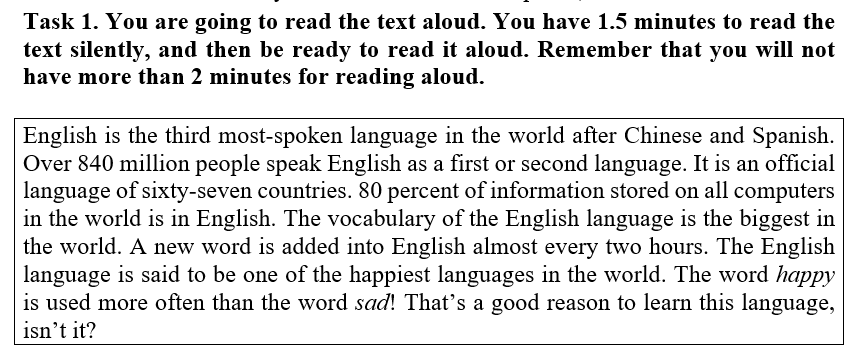 Task 1. You are going to read the text aloud. You have 1.5 minutes to read the
text silently, and then be ready to read it aloud. Remember that you will not
have more than 2 minutes for reading aloud.
English is the third most-spoken language in the world after Chinese and Spanish.
Over 840 million people speak English as a first or second language. It is an official
language of sixty-seven countries. 80 percent of information stored on all computers
in the world is in English. The vocabulary of the English language is the biggest in
the world. A new word is added into English almost every two hours. The English
language is said to be one of the happiest languages in the world. The word happy
is used more often than the word sad! That’s a good reason to learn this language,
isn’t it?